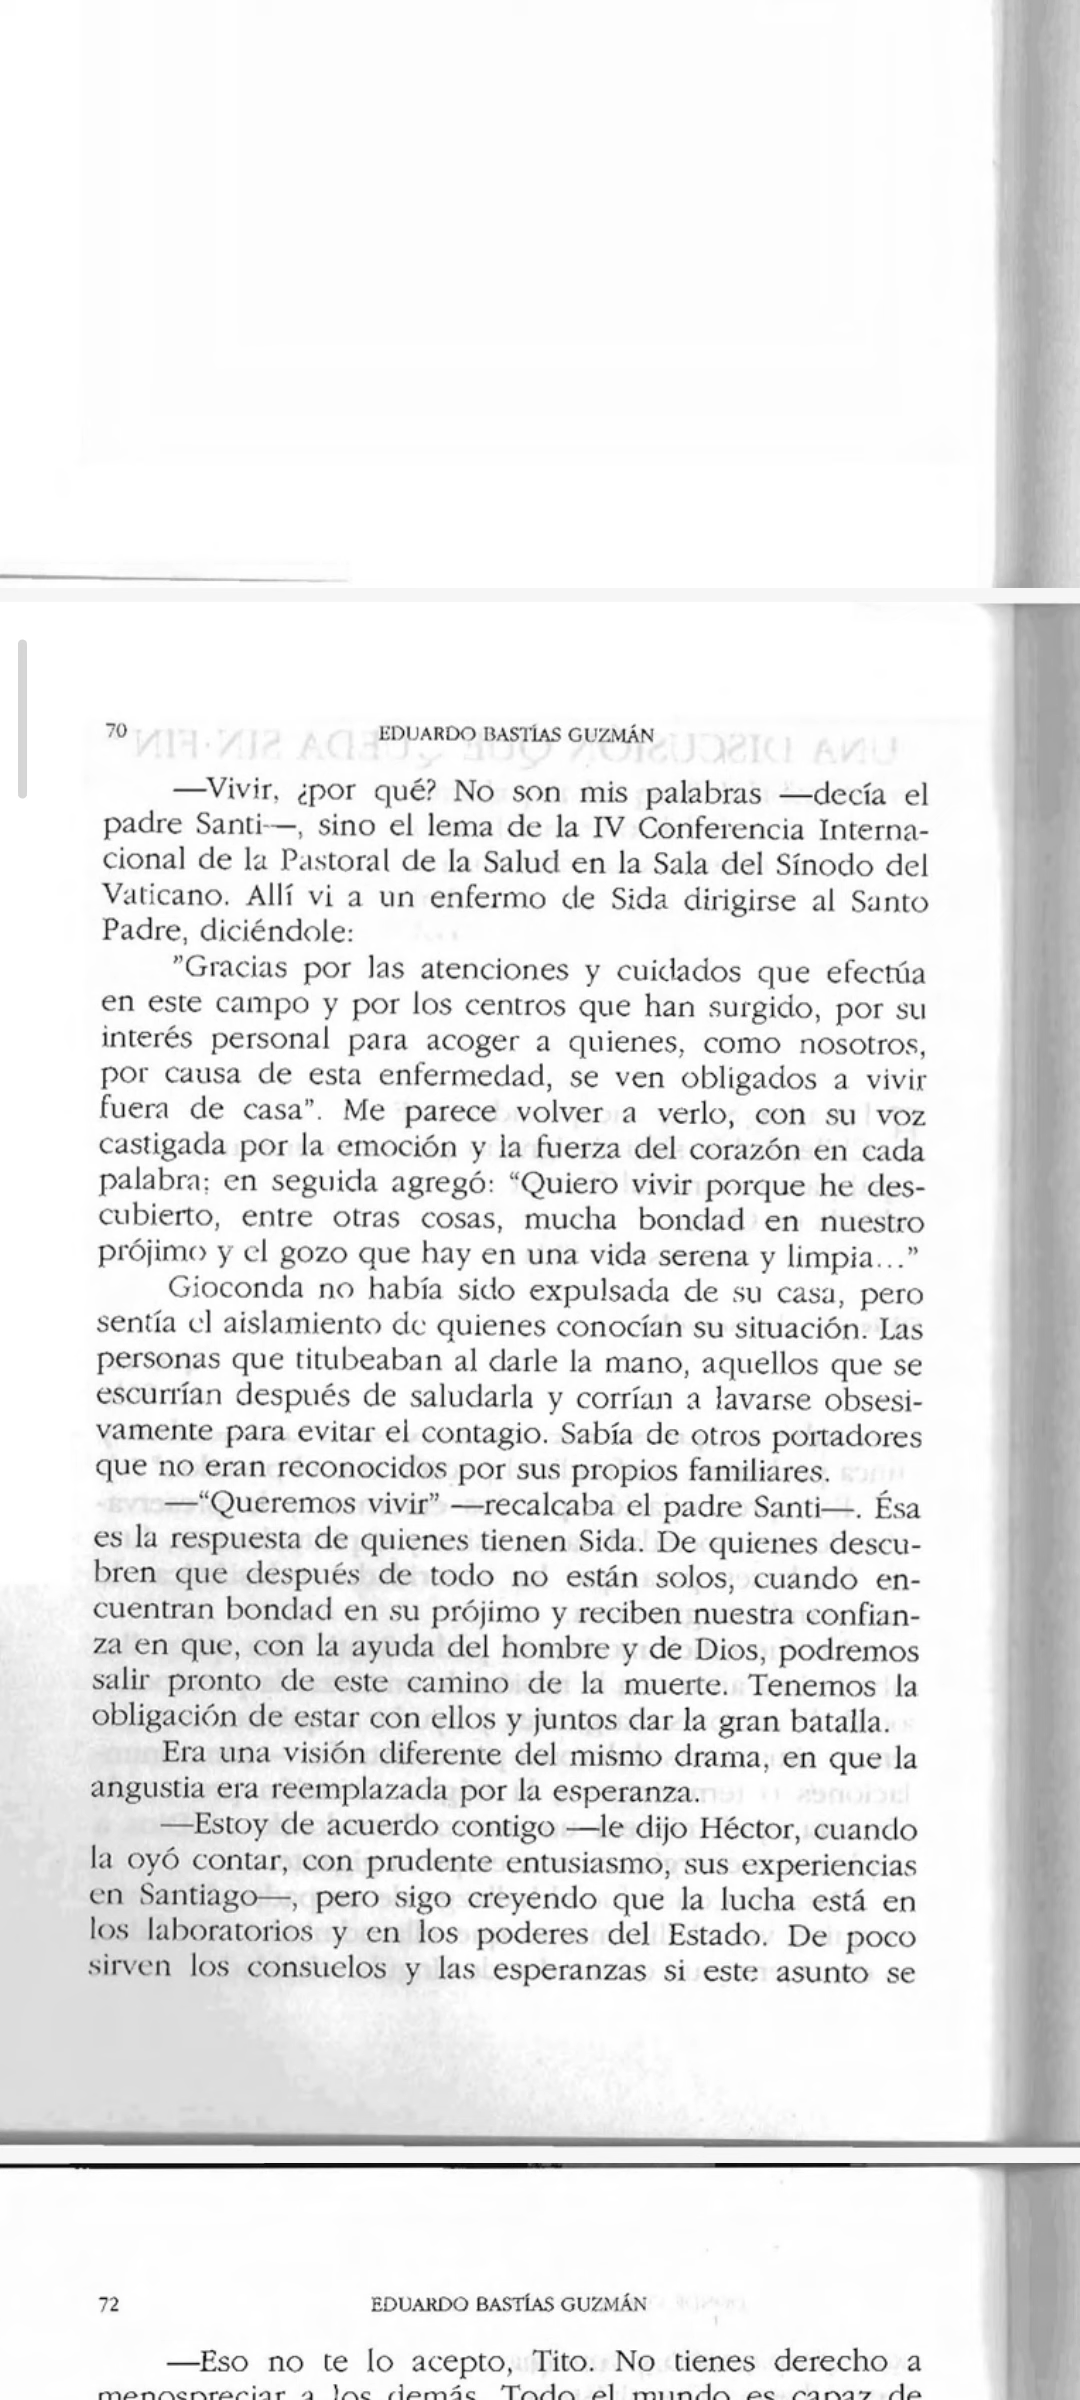 70
EDUARDO BASTÍAS GUZMÁN
—Vivir, ¿por qué? No son mis palabras —decía el
padre Santi—, sino el lema de la IV Conferencia Interna-
cional de la Pastoral de la Salud en la Sala del Sínodo del
Vaticano. Allí vi a un enfermo de Sida dirigirse al Santo
Padre, diciéndole:
”Gracias por las atenciones y cuidados que efectúa
en este campo y por los centros que han surgido, por su
interés personal para acoger a quienes, como nosotros,
por causa de esta enfermedad, se ven obligados a vivir
fuera de casa”. Me parece volver a verlo, con su voz
castigada por la emoción y la fuerza del corazón en cada
palabra; en seguida agregó: “Quiero vivir porque he des-
cubierto, entre otras cosas, mucha bondad en nuestro
prójimo y el gozo que hay en una vida serena y limpia...”
Gioconda no había sido expulsada de su casa, pero
sentía el aislamiento de quienes conocían su situación. Las
personas que titubeaban al darle la mano, aquellos que se
escurrían después de saludarla y corrían a lavarse obsesi-
vamente para evitar el contagio. Sabía de otros portadores
que no eran reconocidos por sus propios familiares.
—“Queremos vivir” —recalcaba el padre Santi—. Ésa
es la respuesta de quienes tienen Sida. De quienes descu-
bren que después de todo no están solos, cuando en-
cuentran bondad en su prójimo y reciben nuestra confian-
za en que, con la ayuda del hombre y de Dios, podremos
salir pronto de este camino de la muerte. Tenemos la
obligación de estar con ellos y juntos dar la gran batalla.
Era una visión diferente del mismo drama, en que la
angustia era reemplazada por la esperanza.
—Estoy de acuerdo contigo —le dijo Héctor, cuando
la oyó contar, con prudente entusiasmo, sus experiencias
en Santiago—, pero sigo creyendo que la lucha está en
los laboratorios y en los poderes del Estado. De poco
sirven los consuelos y las esperanzas si este asunto se
72
EDUARDO BASTÍAS GUZMÁN
—Eso no te lo acepto, Tito. No tienes derecho a
menospreciar a los demás. Todo el mundo es capaz de